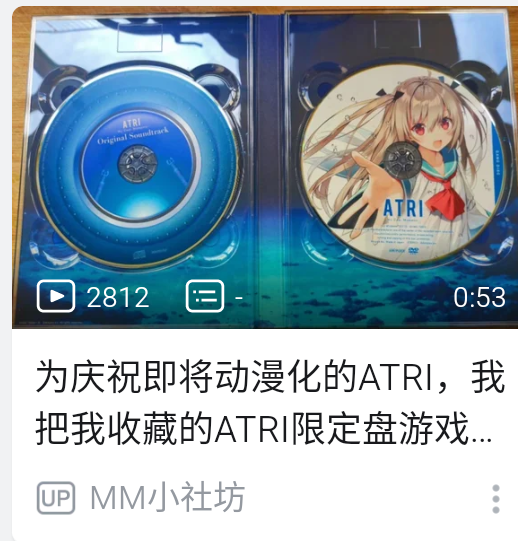 ATRI
Original Soundtrack
ATRI
2812
-
0:53
为庆祝即将动漫化的ATRI，我
把我收藏的ATRI限定盘游戏...
UP MM小社坊